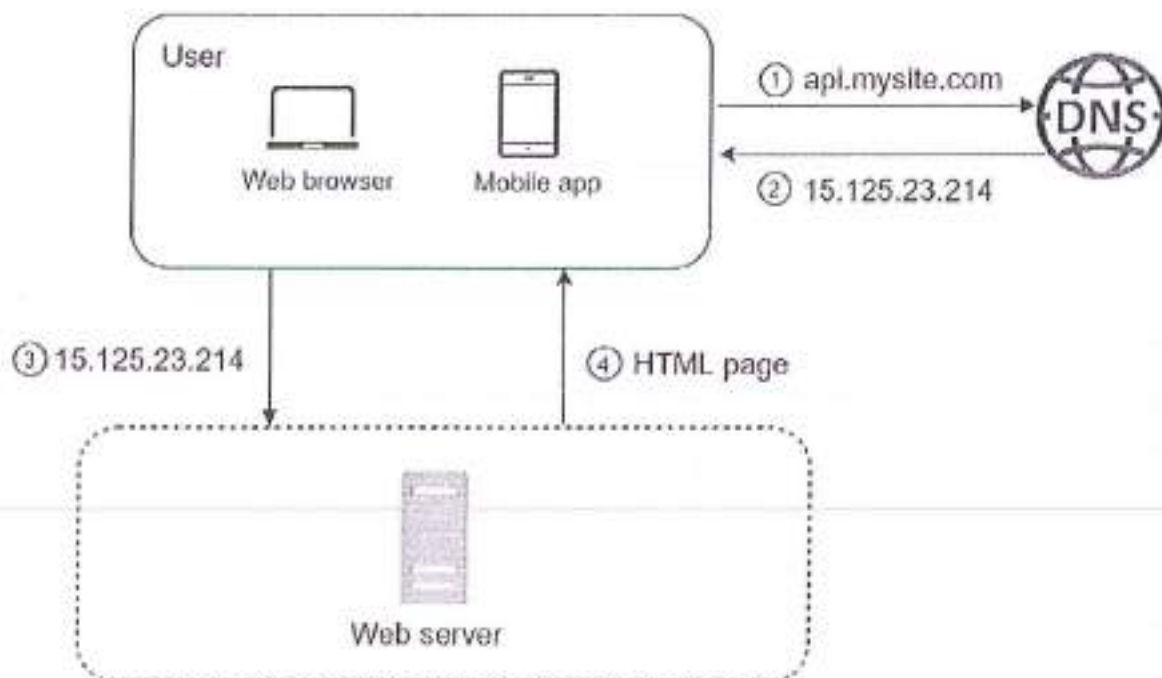 User
Web browser
Mobile app
① api.mysite.com
DNS
② 15.125.23.214
③ 15.125.23.214
④ HTML page
Web server